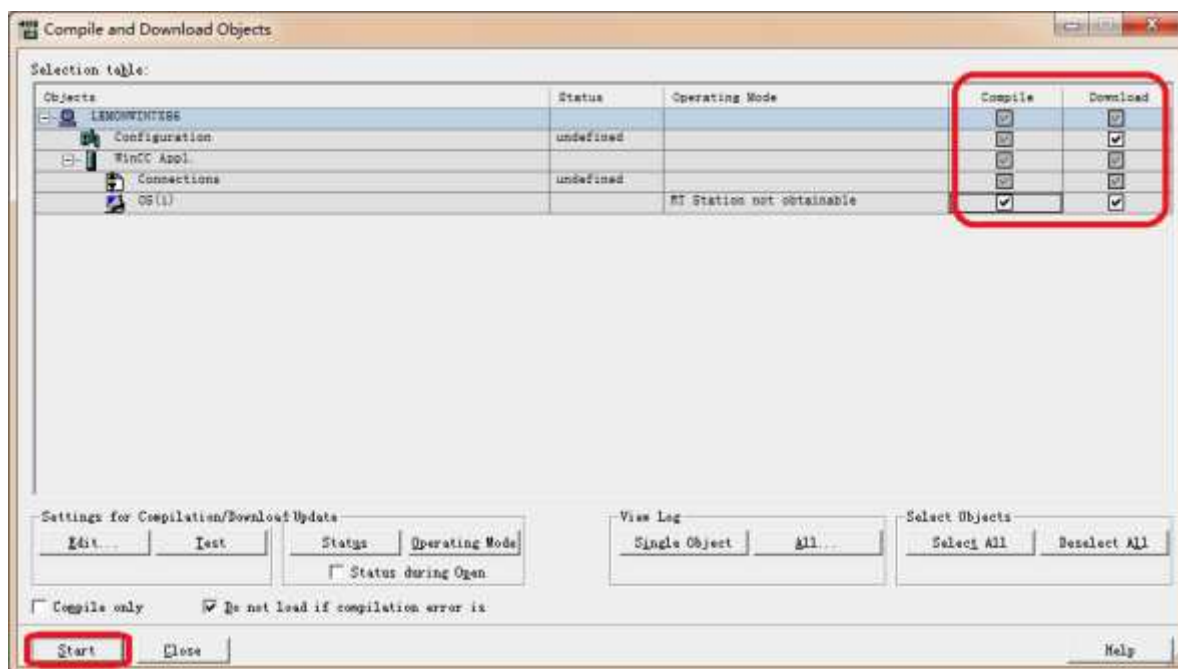 Compile and Download Objects
Selection table:
Objects Status Operating Mode Compile Download
LEMONWIN7X86
Configuration undefined
WinCC Appl.
Connections undefined
OS(1) RT Station not obtainable
Settings for Compilation/Download Update View Log Select Objects
Edit... Test Status Operating Mode Single Object All... Select All Deselect All
Status during Open
Compile only Do not load if compilation error is
Start Close Help